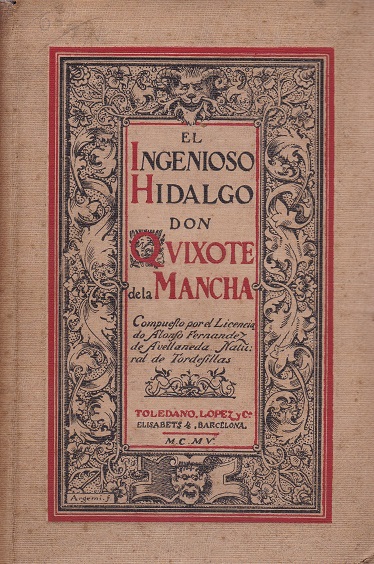 EL
INGENIOSO
HIDALGO
DON
QVIXOTE
de la MANCHA
Compuesto por el Licencia
do Alonso Fernandez
de Avellaneda, Natu
ral de Tordesillas
TOLEDANO, LOPEZ y Cª
ELISABETS 4, BARCELONA.
M.C.M.V.
Argemi. f.